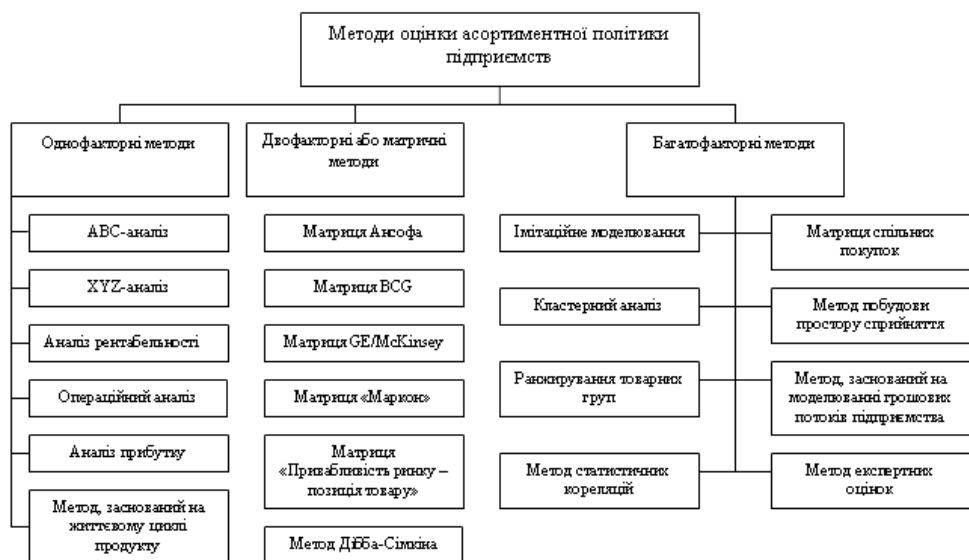 Методи оцінки асортиментної політики
підприємств
Однофакторні методи
Двофакторні або матричні
методи
Багатофакторні методи
АВС-аналіз
XYZ-аналіз
Аналіз рентабельності
Операційний аналіз
Аналіз прибутку
Метод, заснований на
життєвому циклі
продукту
Матриця Ансофа
Матриця BCG
Матриця GE/McKinsey
Матриця «Маркон»
Матриця
«Привабливість ринку –
позиція товару»
Метод Дібба-Сімкіна
Імітаційне моделювання
Кластерний аналіз
Ранжирування товарних
груп
Метод статистичних
кореляцій
Матриця спільних
покупок
Метод побудови
простору сприйняття
Метод, заснований на
моделюванні грошових
потоків підприємства
Метод експертних
оцінок